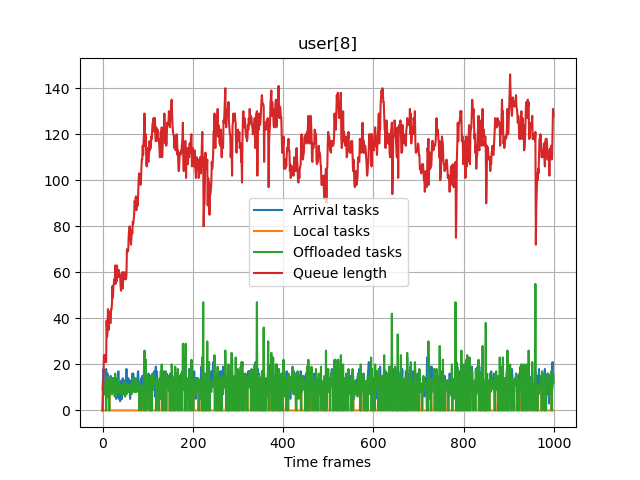 user[8]
140
120
100
80
60
40
20
0
Arrival tasks
Local tasks
Offloaded tasks
Queue length
0 200 400 600 800 1000
Time frames